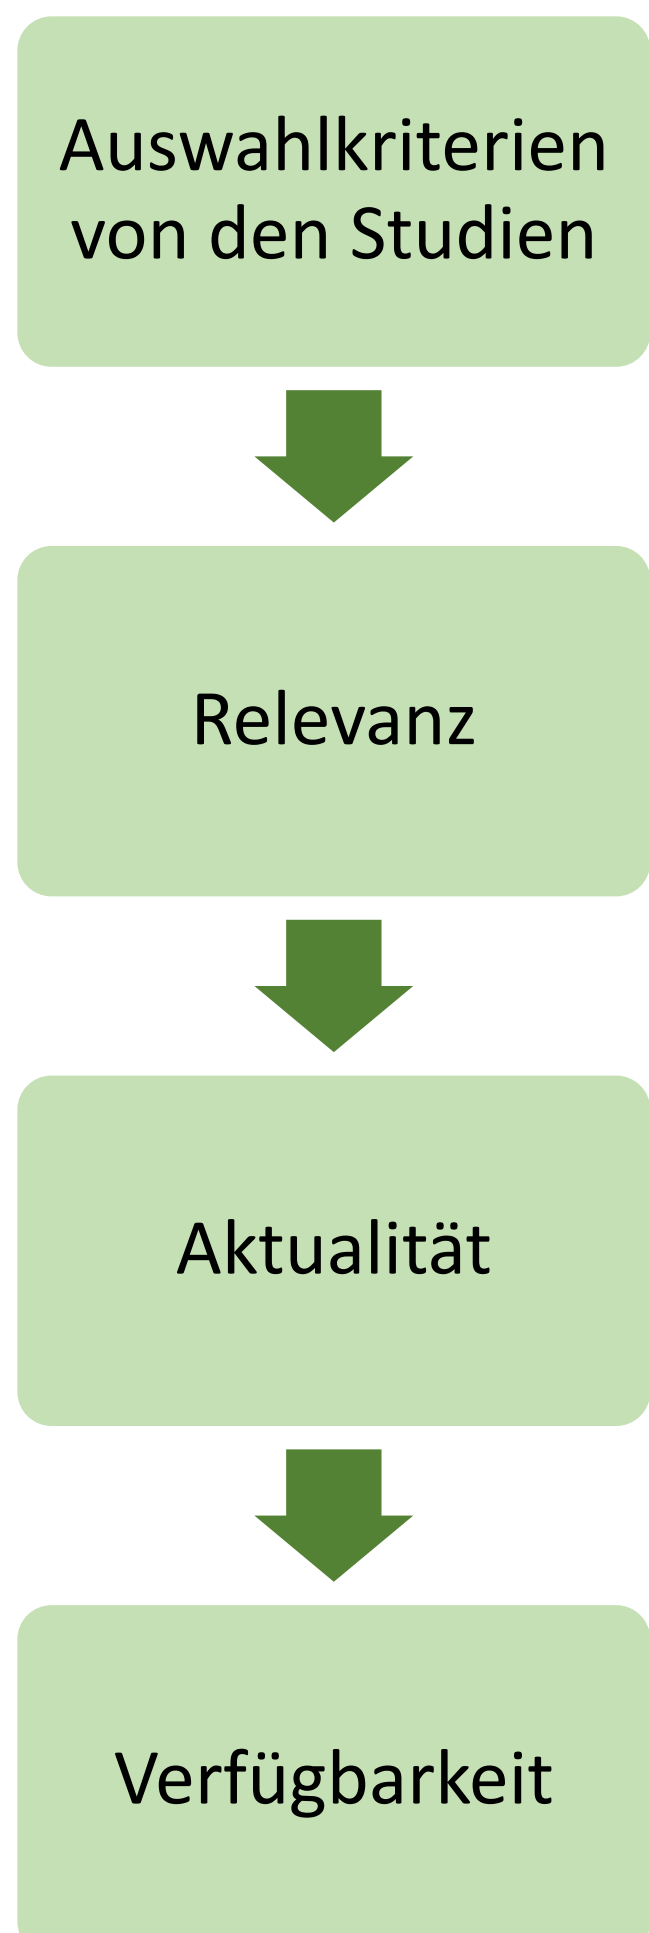 Auswahlkriterien
von den Studien
Relevanz
Aktualität
Verfügbarkeit